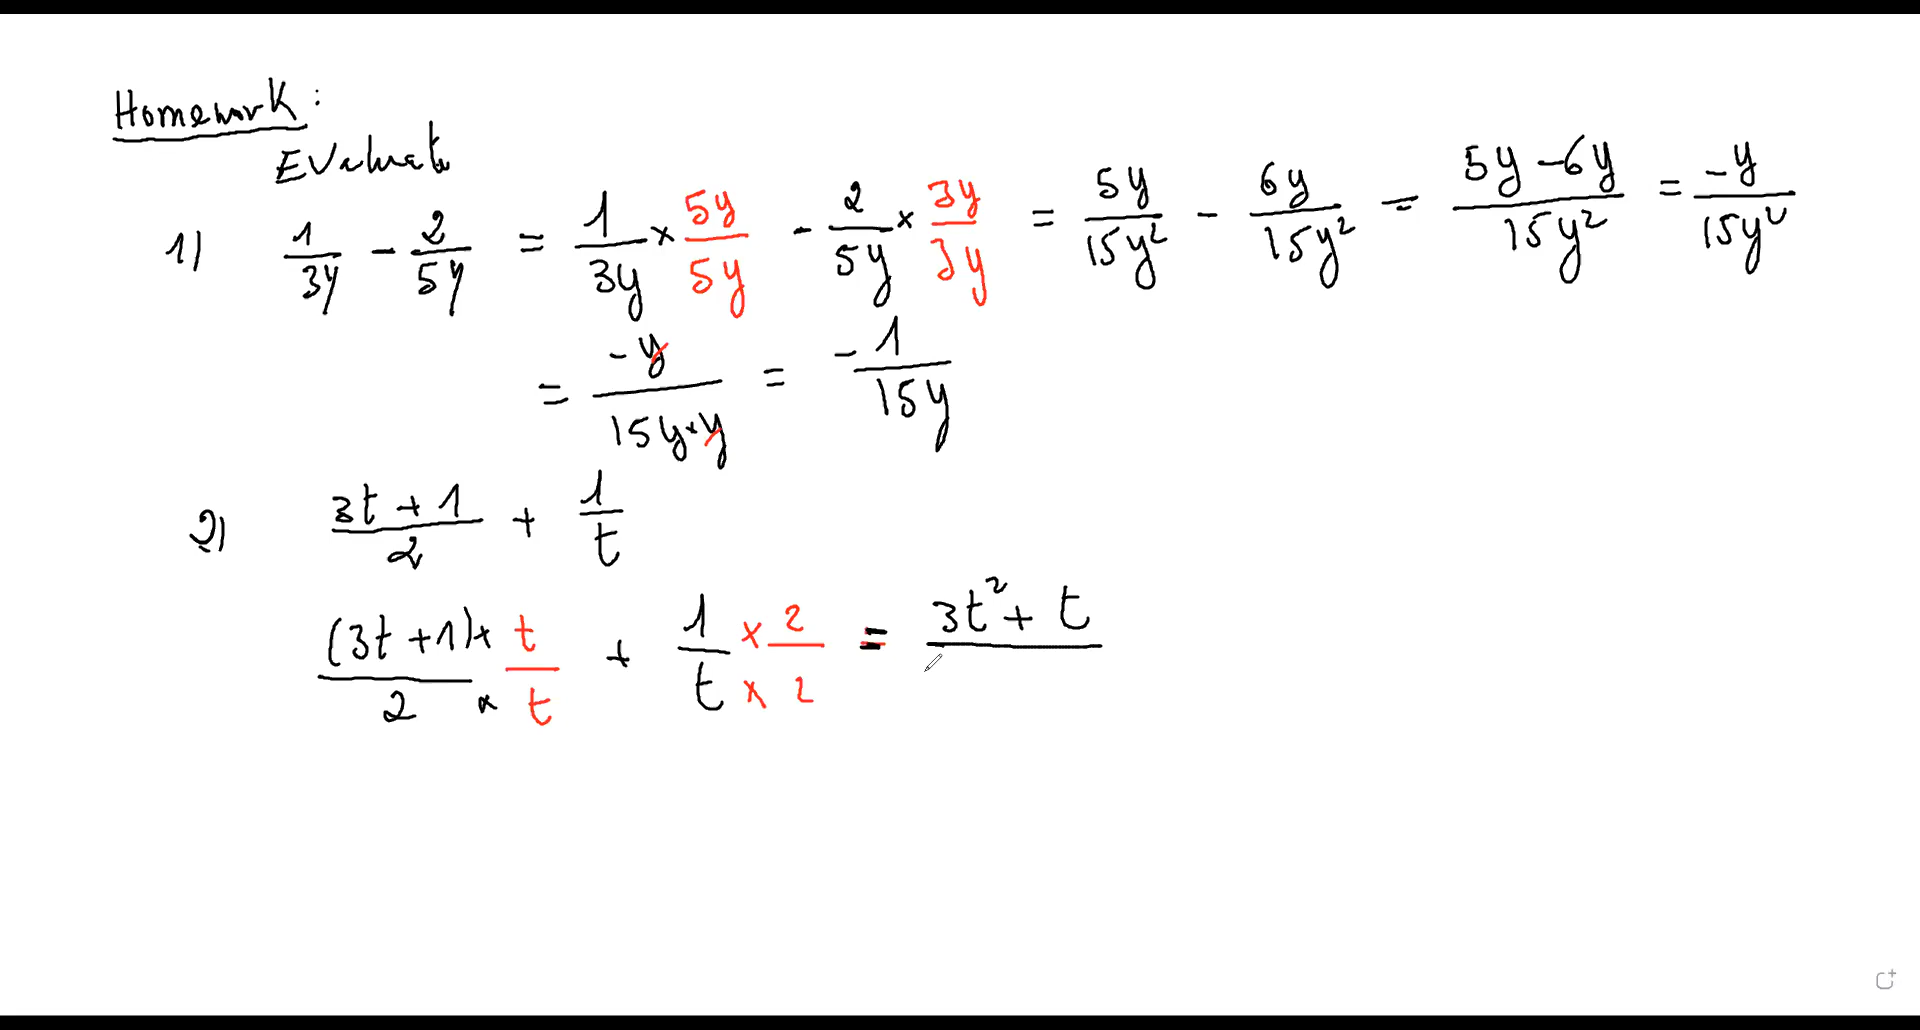 Homework:
Evaluate
1) 1/3y - 2/5y = 1/3y × 5y/5y - 2/5y × 3y/3y = 5y/15y² - 6y/15y² = 5y-6y/15y² = -y/15y²
= -y/15y×y = -1/15y
2) 3t+1/2 + 1/t
(3t+1)×t/2×t + 1×2/t×2 = 3t²+t